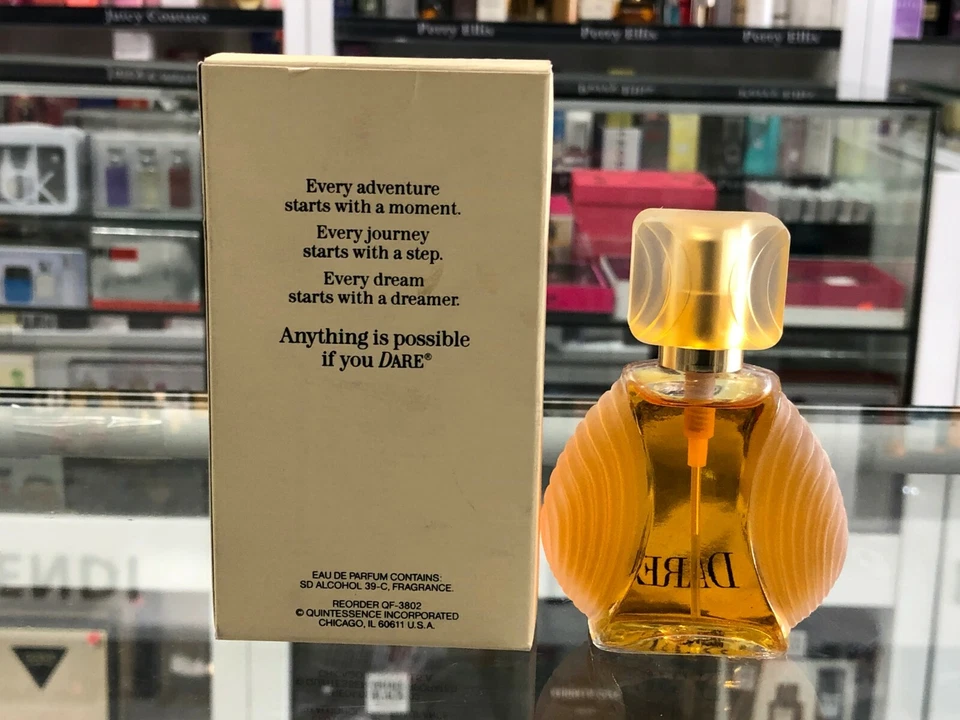 Juicy Couture
Perry Ellis
Perry Ellis
Perry Ellis
Every adventure
starts with a moment.
Every journey
starts with a step.
Every dream
starts with a dreamer.
Anything is possible
if you DARE®
EAU DE PARFUM CONTAINS:
SD ALCOHOL 39-C, FRAGRANCE.
REORDER QF-3802
© QUINTESSENCE INCORPORATED
CHICAGO, IL 60611 U.S.A.
DARE
ENDI